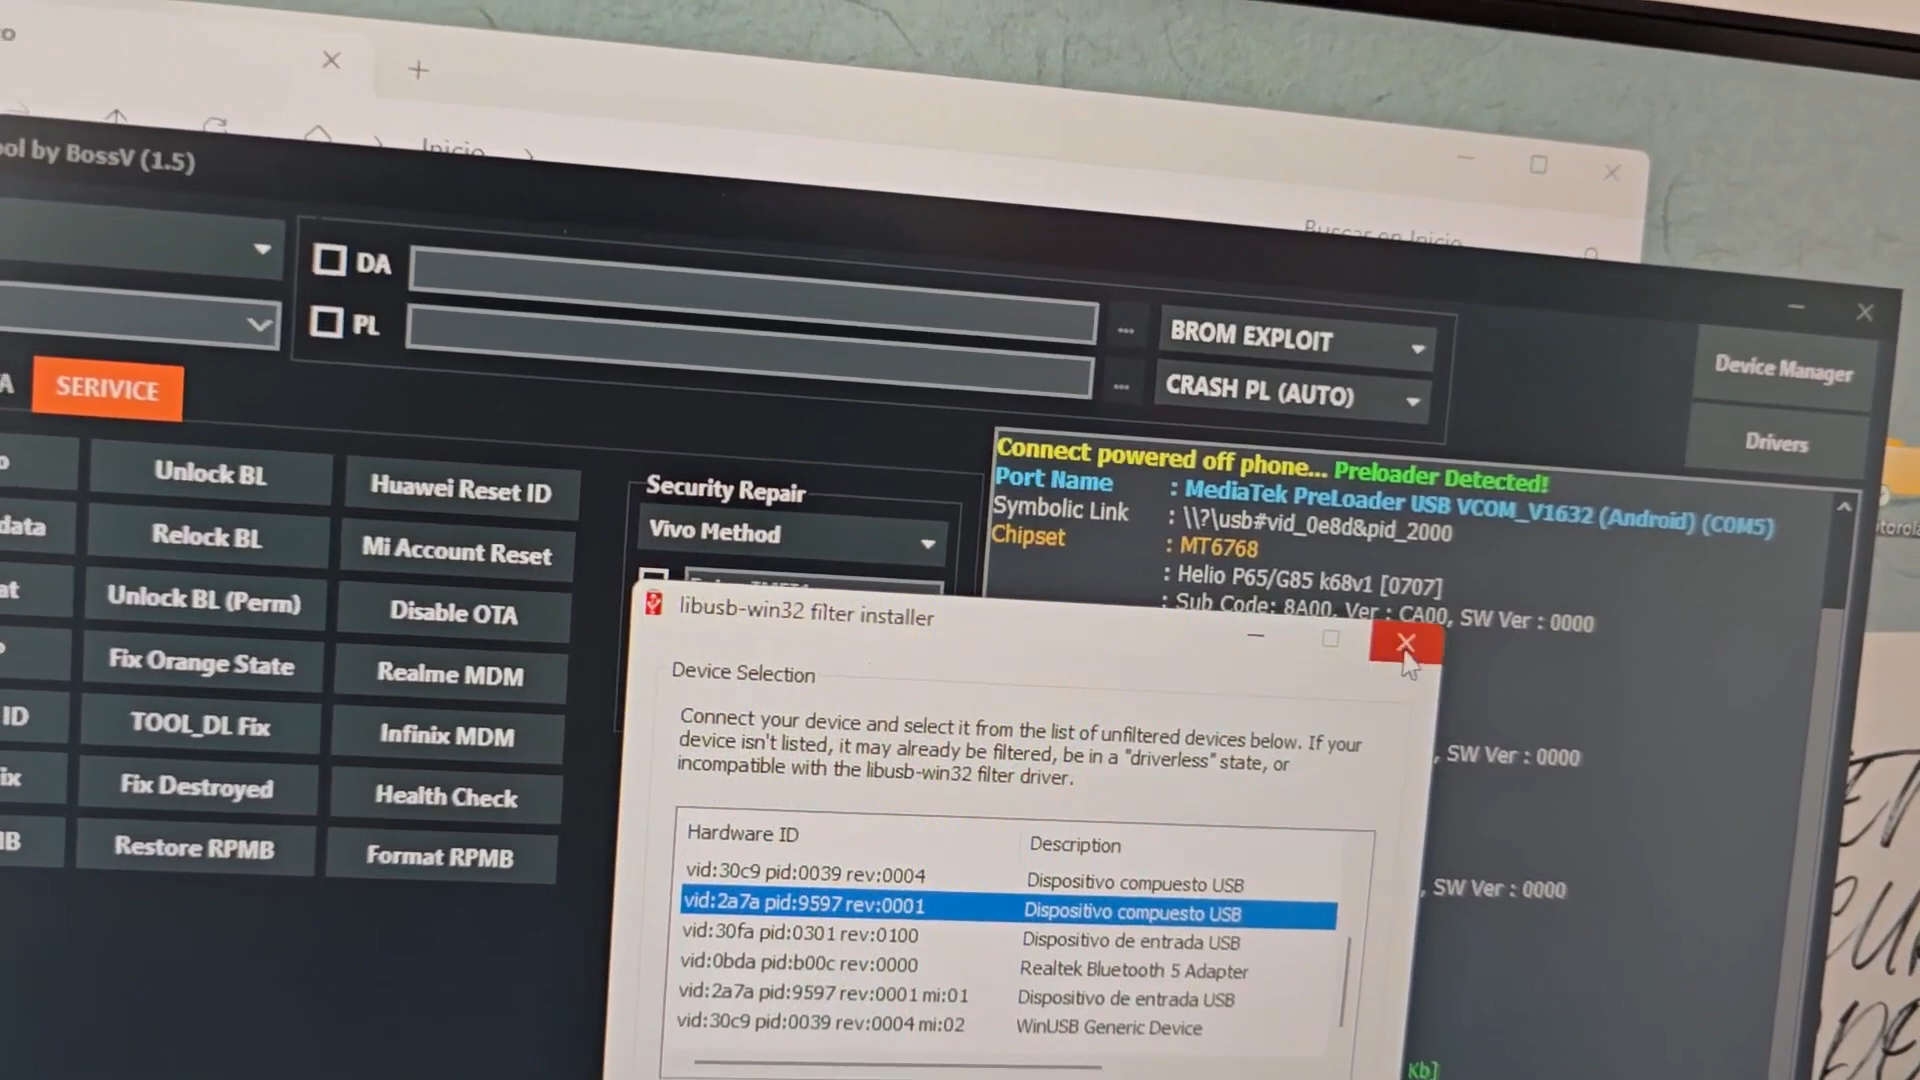 Inicio
Buscar en Inicio
ool by BossV (1.5)
DA
PL
...
...
BROM EXPLOIT
CRASH PL (AUTO)
Device Manager
Drivers
A
SERIVICE
Unlock BL
Huawei Reset ID
data
Relock BL
Mi Account Reset
at
Unlock BL (Perm)
Disable OTA
Fix Orange State
Realme MDM
ID
TOOL_DL Fix
Infinix MDM
ix
Fix Destroyed
Health Check
IB
Restore RPMB
Format RPMB
Security Repair
Vivo Method
Connect powered off phone... Preloader Detected!
Port Name : MediaTek PreLoader USB VCOM_V1632 (Android) (COM5)
Symbolic Link : \\?\usb#vid_0e8d&pid_2000
Chipset : MT6768
: Helio P65/G85 k68v1 [0707]
: Sub Code: 8A00, Ver : CA00, SW Ver : 0000
, SW Ver : 0000
, SW Ver : 0000
Kb]
libusb-win32 filter installer
Device Selection
Connect your device and select it from the list of unfiltered devices below. If your
device isn't listed, it may already be filtered, be in a "driverless" state, or
incompatible with the libusb-win32 filter driver.
Hardware ID Description
vid:30c9 pid:0039 rev:0004 Dispositivo compuesto USB
vid:2a7a pid:9597 rev:0001 Dispositivo compuesto USB
vid:30fa pid:0301 rev:0100 Dispositivo de entrada USB
vid:0bda pid:b00c rev:0000 Realtek Bluetooth 5 Adapter
vid:2a7a pid:9597 rev:0001 mi:01 Dispositivo de entrada USB
vid:30c9 pid:0039 rev:0004 mi:02 WinUSB Generic Device